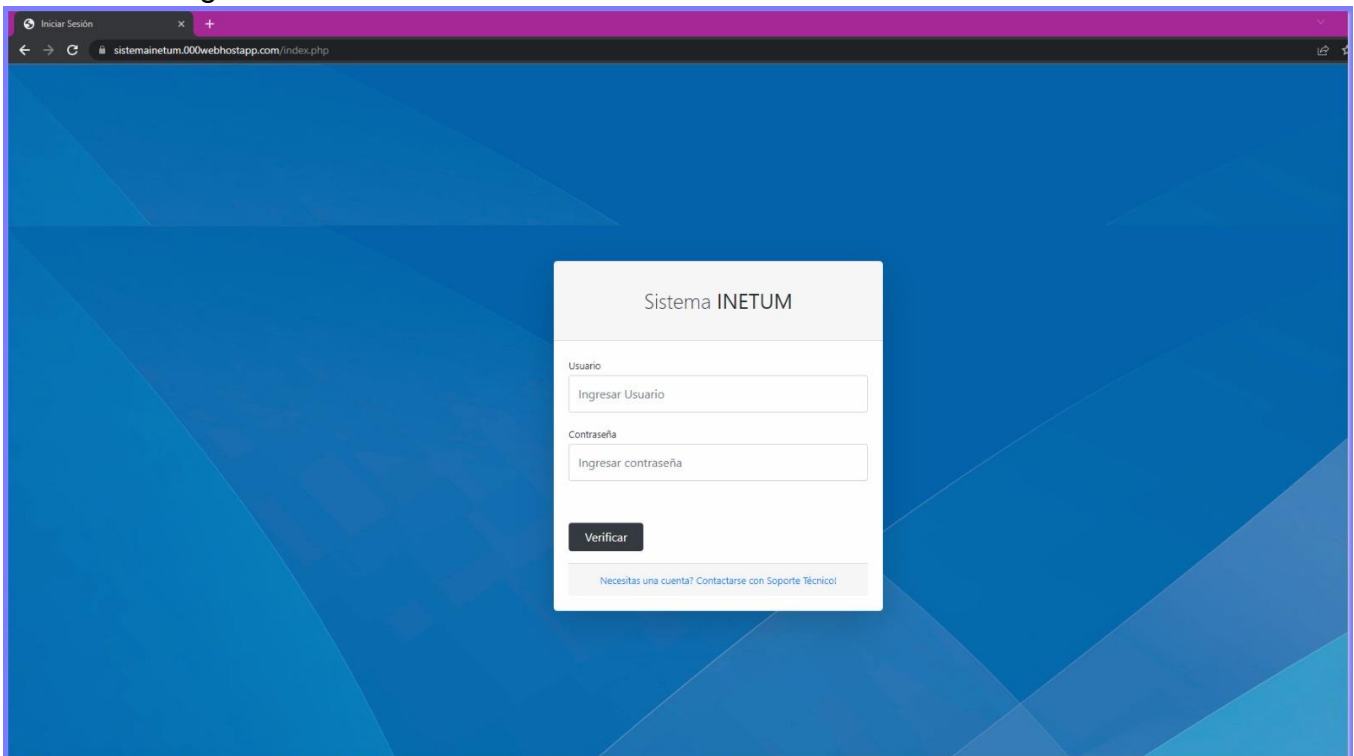 Iniciar Sesión
sistemainetum.000webhostapp.com/index.php
Sistema INETUM
Usuario
Ingresar Usuario
Contraseña
Ingresar contraseña
Verificar
Necesitas una cuenta? Contactarse con Soporte Técnico!